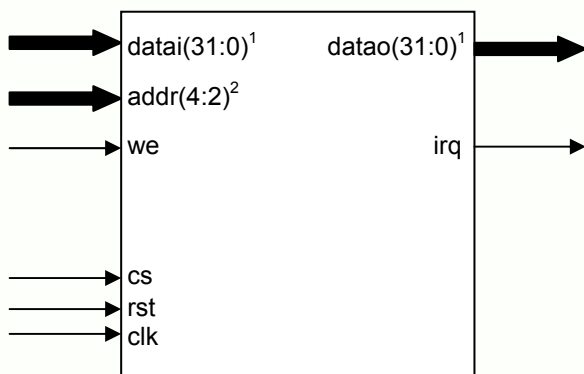 datai(31:0)¹ datao(31:0)¹
addr(4:2)²
we irq
cs
rst
clk